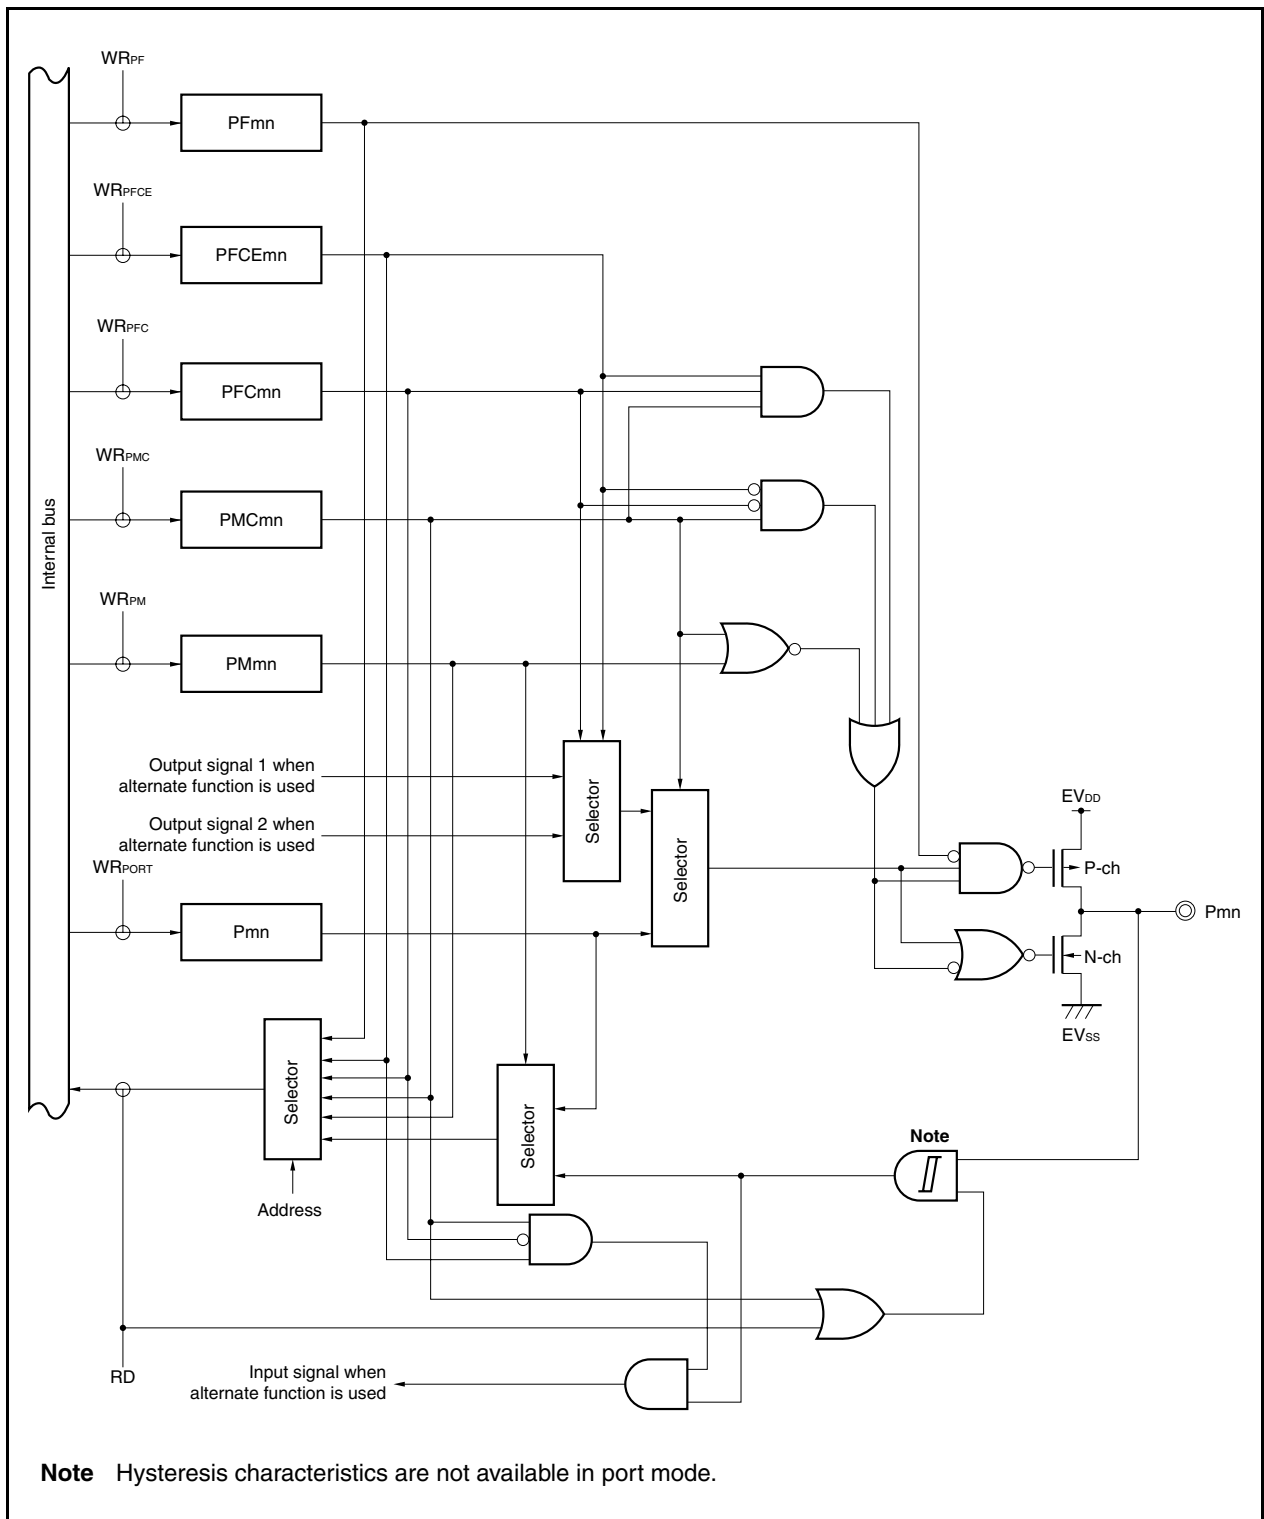 WRPF
PFmn
WRPFCE
PFCEmn
WRPFC
PFCmn
WRPMC
PMCmn
Internal bus
WRPM
PMmn
Output signal 1 when
alternate function is used
Output signal 2 when
alternate function is used
Selector
Selector
WRPORT
Pmn
EVDD
P-ch
Pmn
N-ch
EVSS
Selector
Selector
Address
Note
RD
Input signal when
alternate function is used
Note Hysteresis characteristics are not available in port mode.